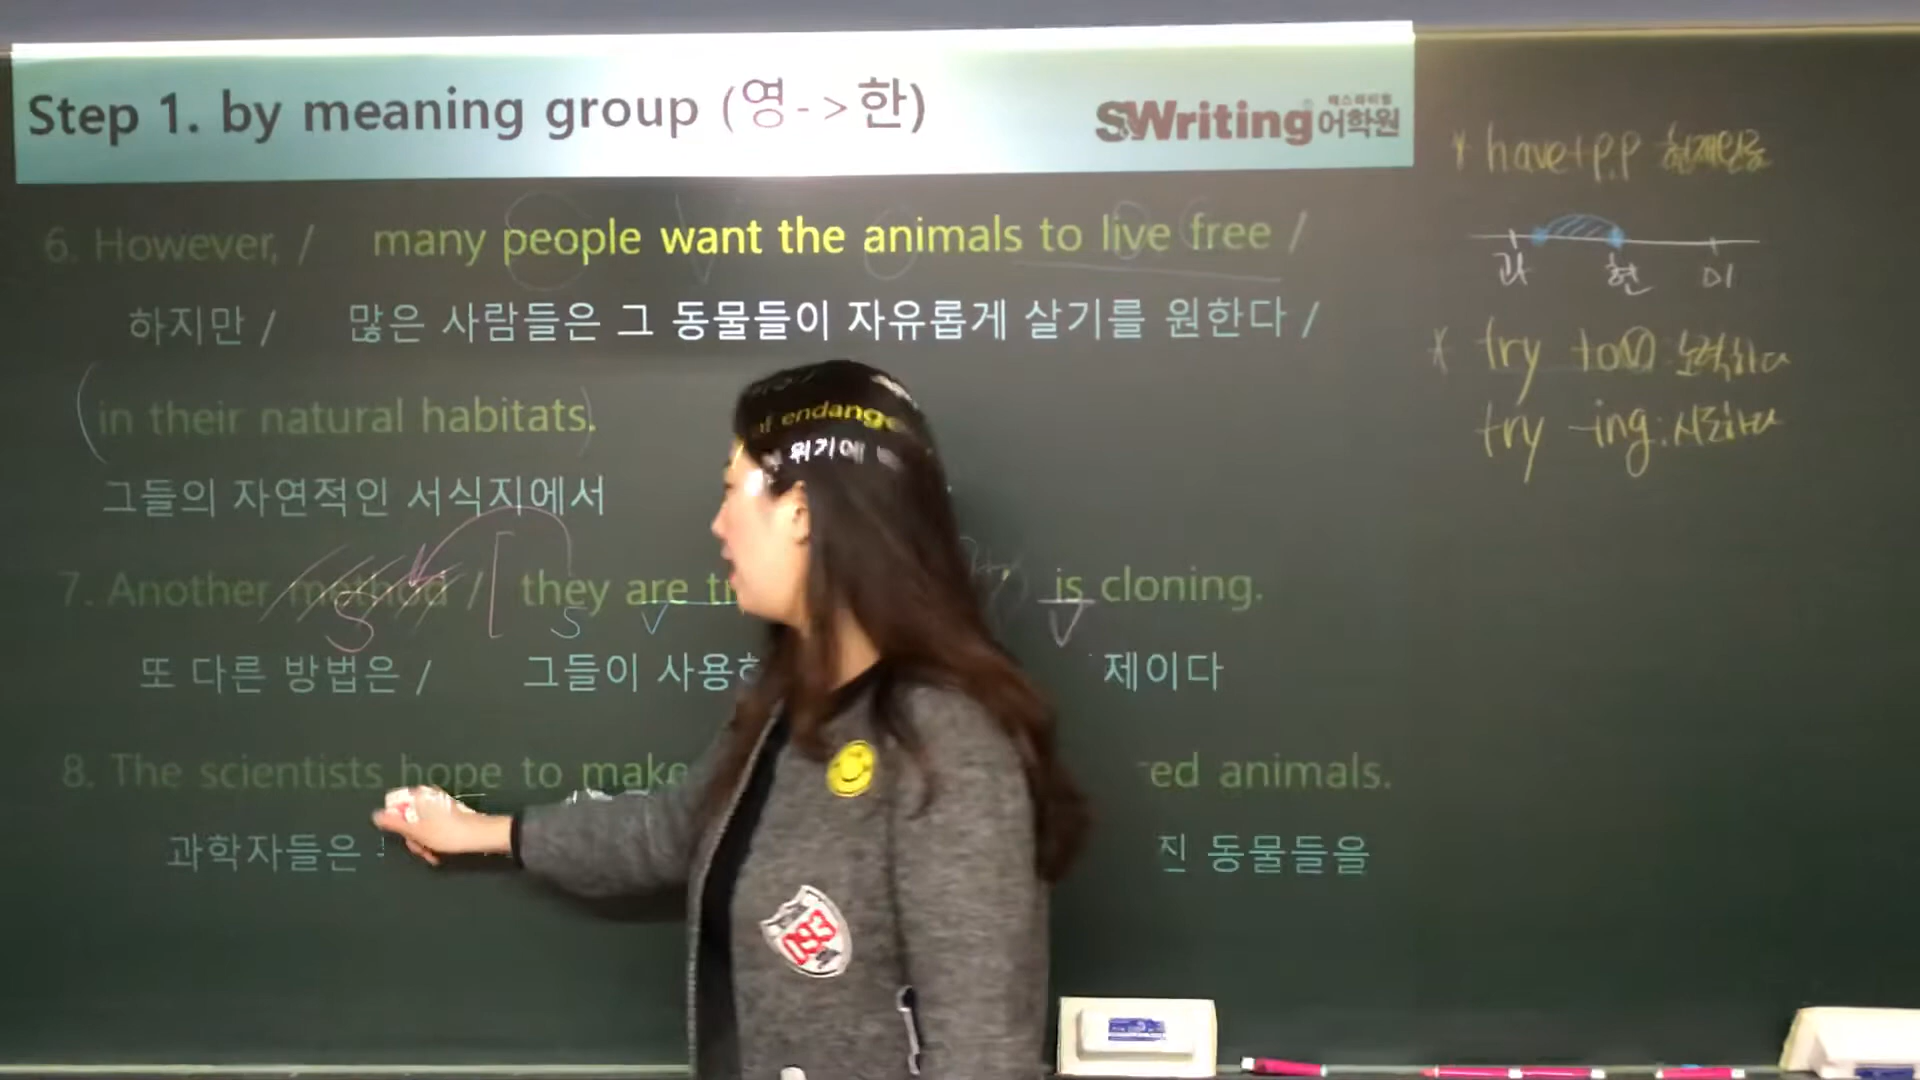 Step 1. by meaning group (영->한)
SWriting 어학원
6. However, / many people want the animals to live free /
하지만 / 많은 사람들은 그 동물들이 자유롭게 살기를 원한다 /
(in their natural habitats.)
그들의 자연적인 서식지에서
7. Another method / [ they are is cloning.
S S V V
또 다른 방법은 / 그들이 제이다
8. The scientists hope to make animals.
과학자들은 진 동물들을
of
위기에
* have+p.p 현재완료
과 현 미
* try to ⓥ : 노력하다
try -ing : 시도하다
093